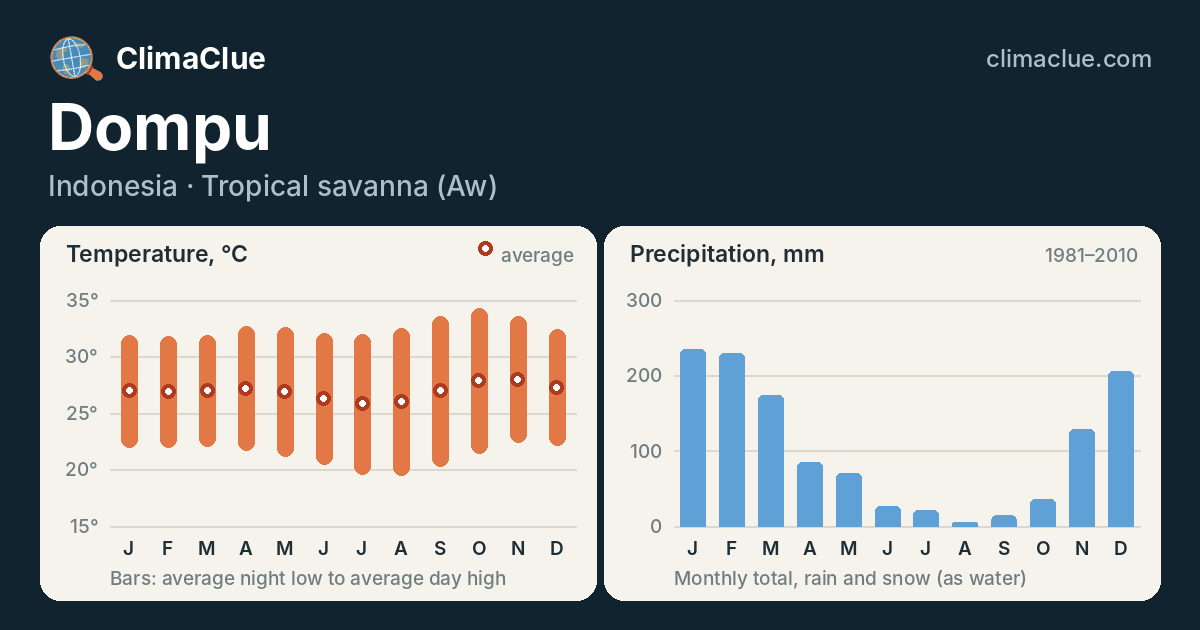 ClimaClue
climaclue.com
Dompu
Indonesia · Tropical savanna (Aw)
Temperature, °C
average
35°
30°
25°
20°
15°
J F M A M J J A S O N D
Bars: average night low to average day high
Precipitation, mm
1981–2010
300
200
100
0
J F M A M J J A S O N D
Monthly total, rain and snow (as water)